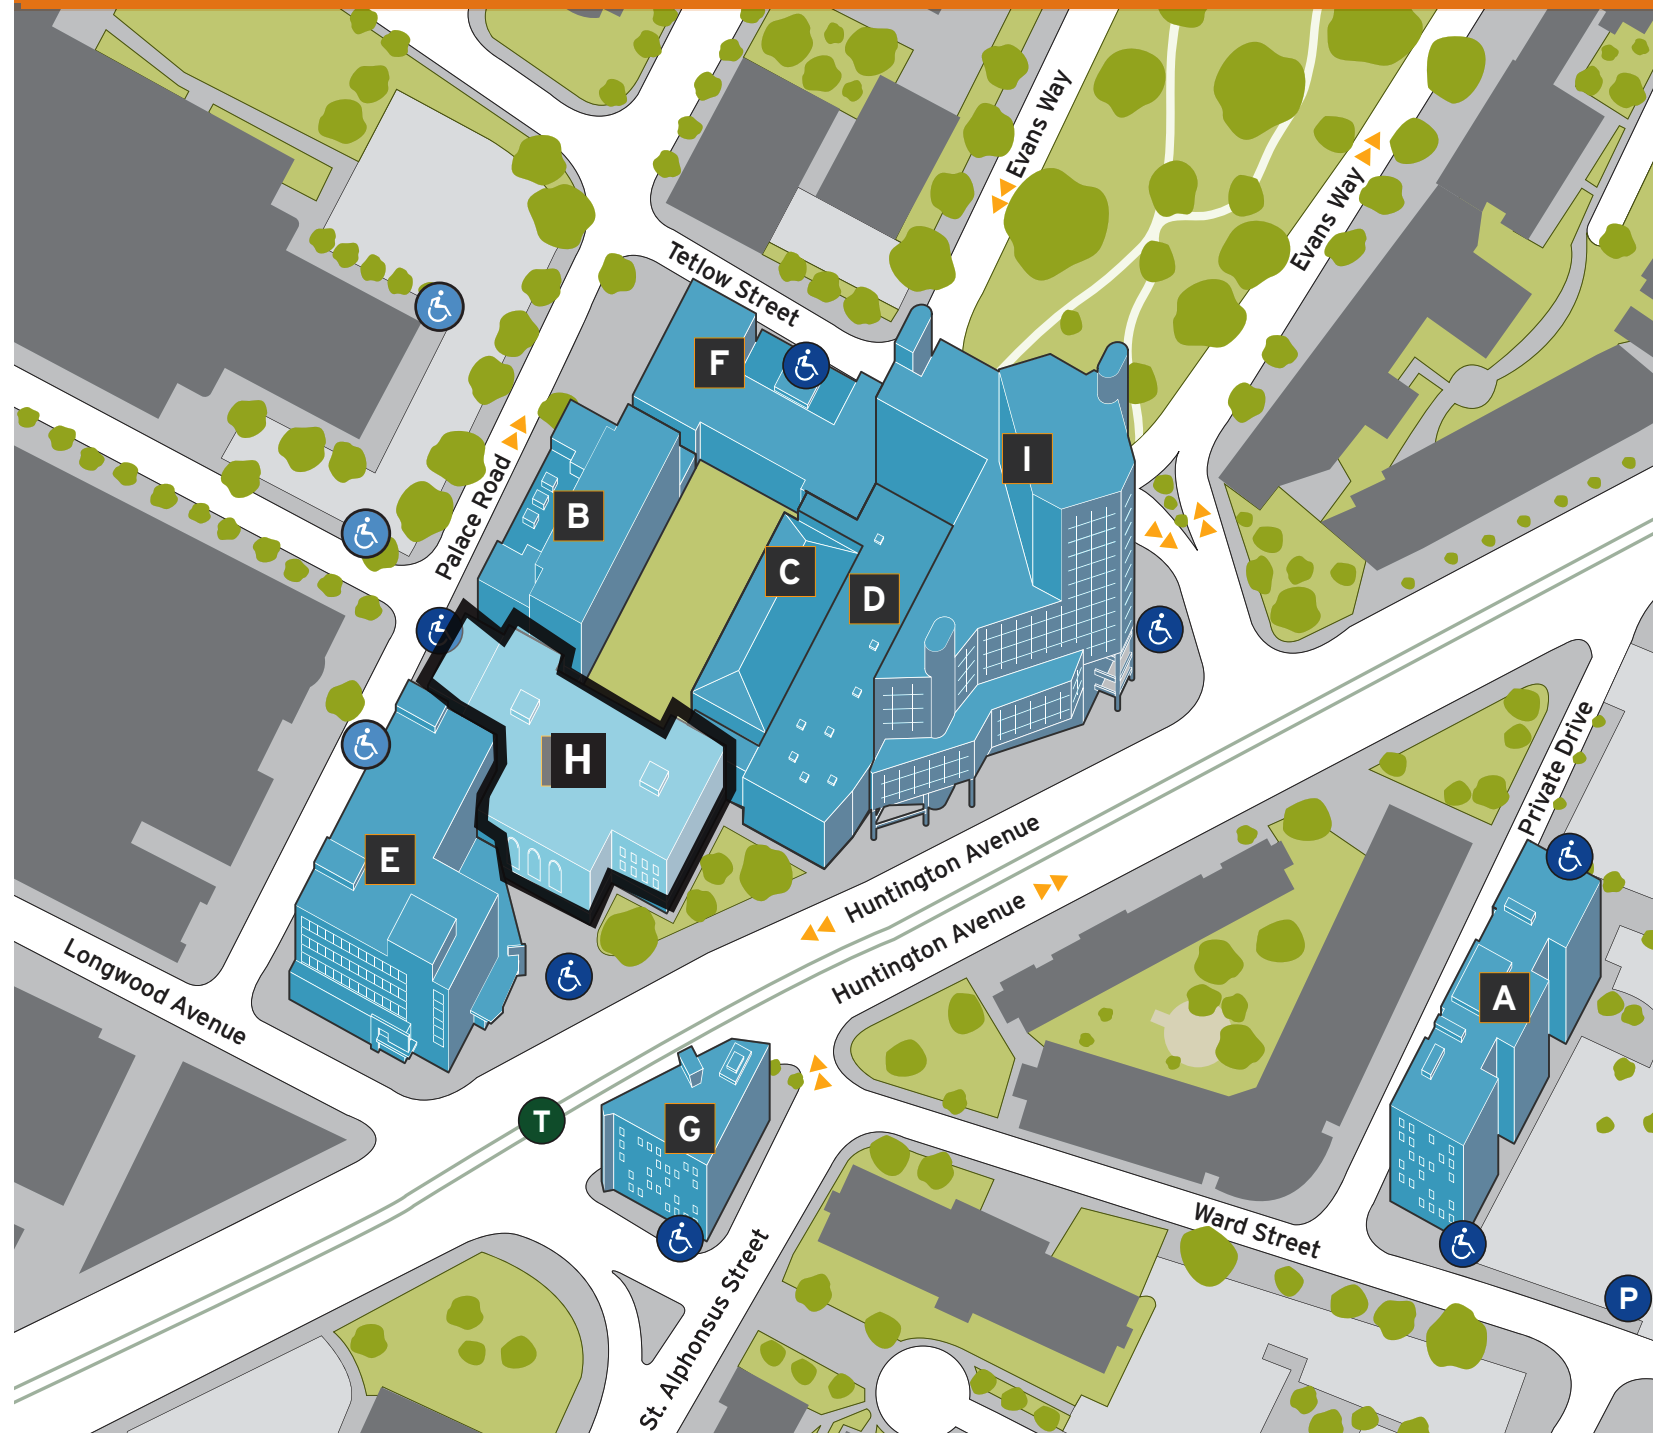 Evans Way
Evans Way
Tetlow Street
F
I
Palace Road
B
C
D
H
Private Drive
E
Huntington Avenue
Huntington Avenue
Longwood Avenue
A
T
G
Ward Street
St. Alphonsus Street
P